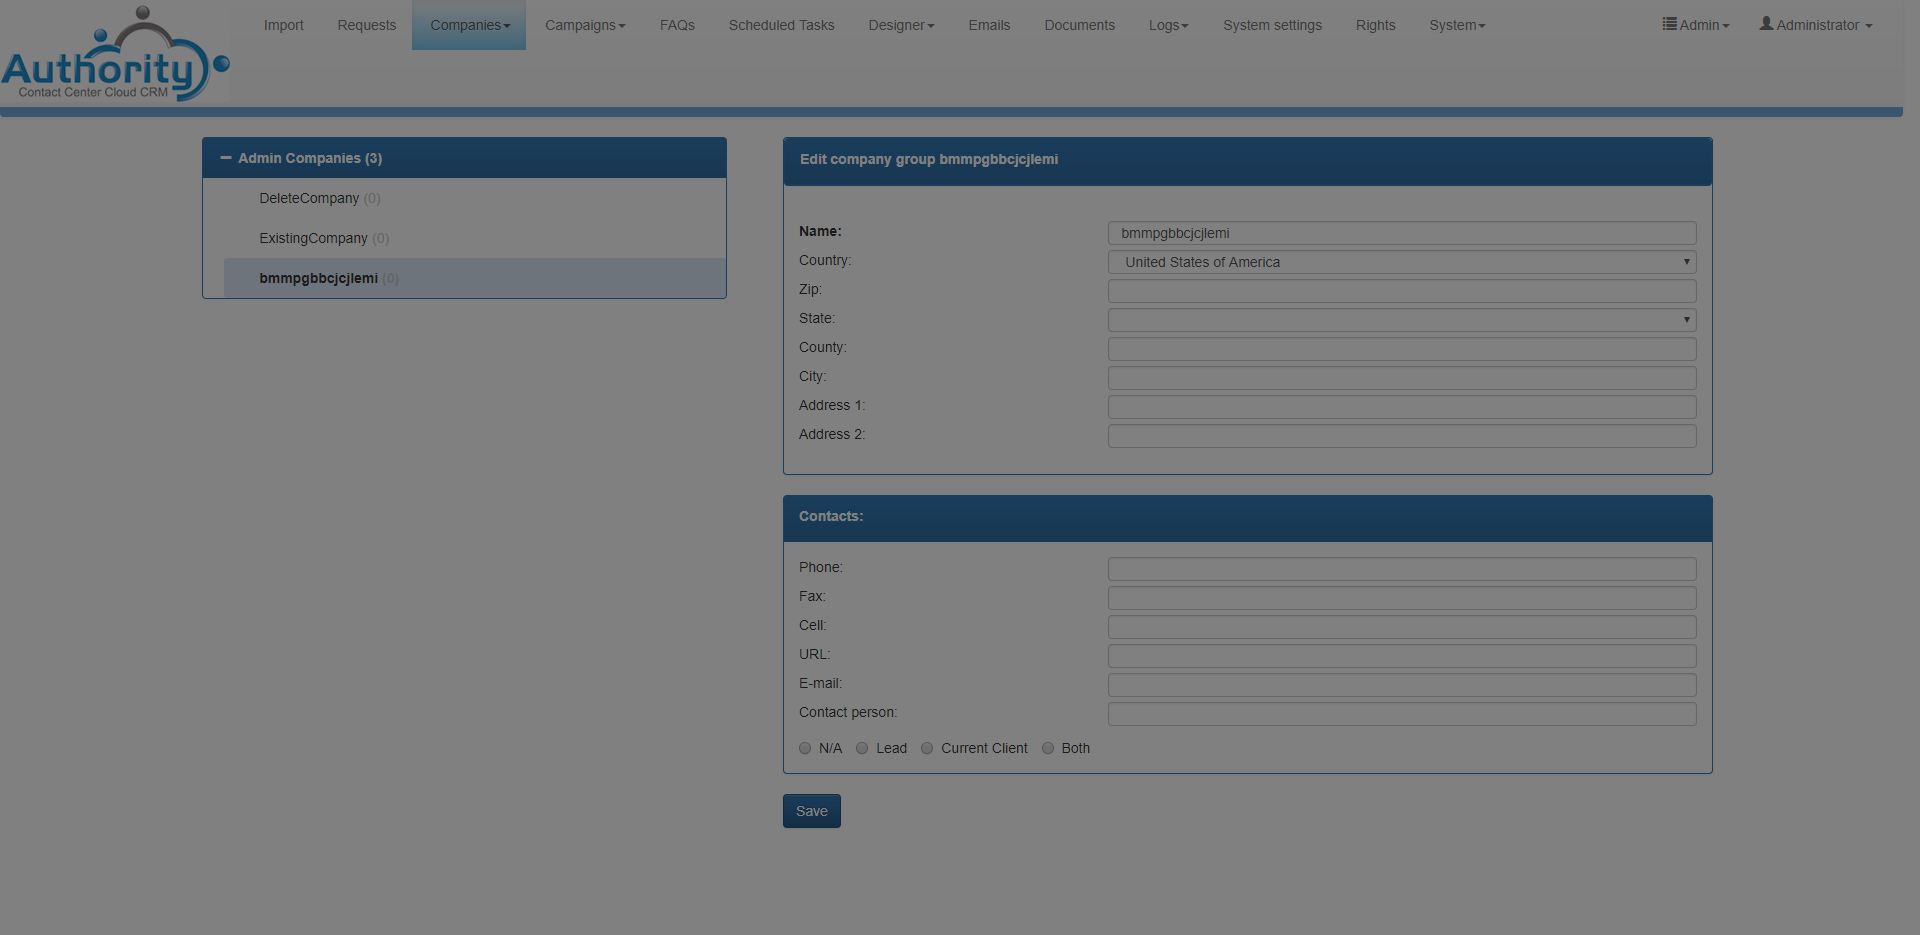 Import Requests Companies Campaigns FAQs Scheduled Tasks Designer Emails Documents Logs System settings Rights System Admin Administrator
Authority
Contact Center Cloud CRM
Admin Companies (3)
DeleteCompany (0)
ExistingCompany (0)
bmmpgbbcjcjlemi (0)
Edit company group bmmpgbbcjcjlemi
Name: bmmpgbbcjcjlemi
Country: United States of America
Zip:
State:
County:
City:
Address 1:
Address 2:
Contacts:
Phone:
Fax:
Cell:
URL:
E-mail:
Contact person:
N/A Lead Current Client Both
Save